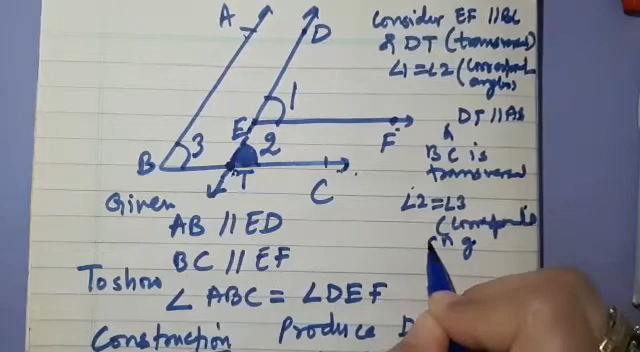 A
D
1
E
F
B
3
2
T
C
Given
AB // ED
BC // EF
To show
∠ ABC = ∠ DEF
Construction Produce D
Consider EF // BC
& DT (transversal)
∠1 = ∠2 (Correspond
angles)
DT // AB
&
BC is
transversal
∠2 = ∠3